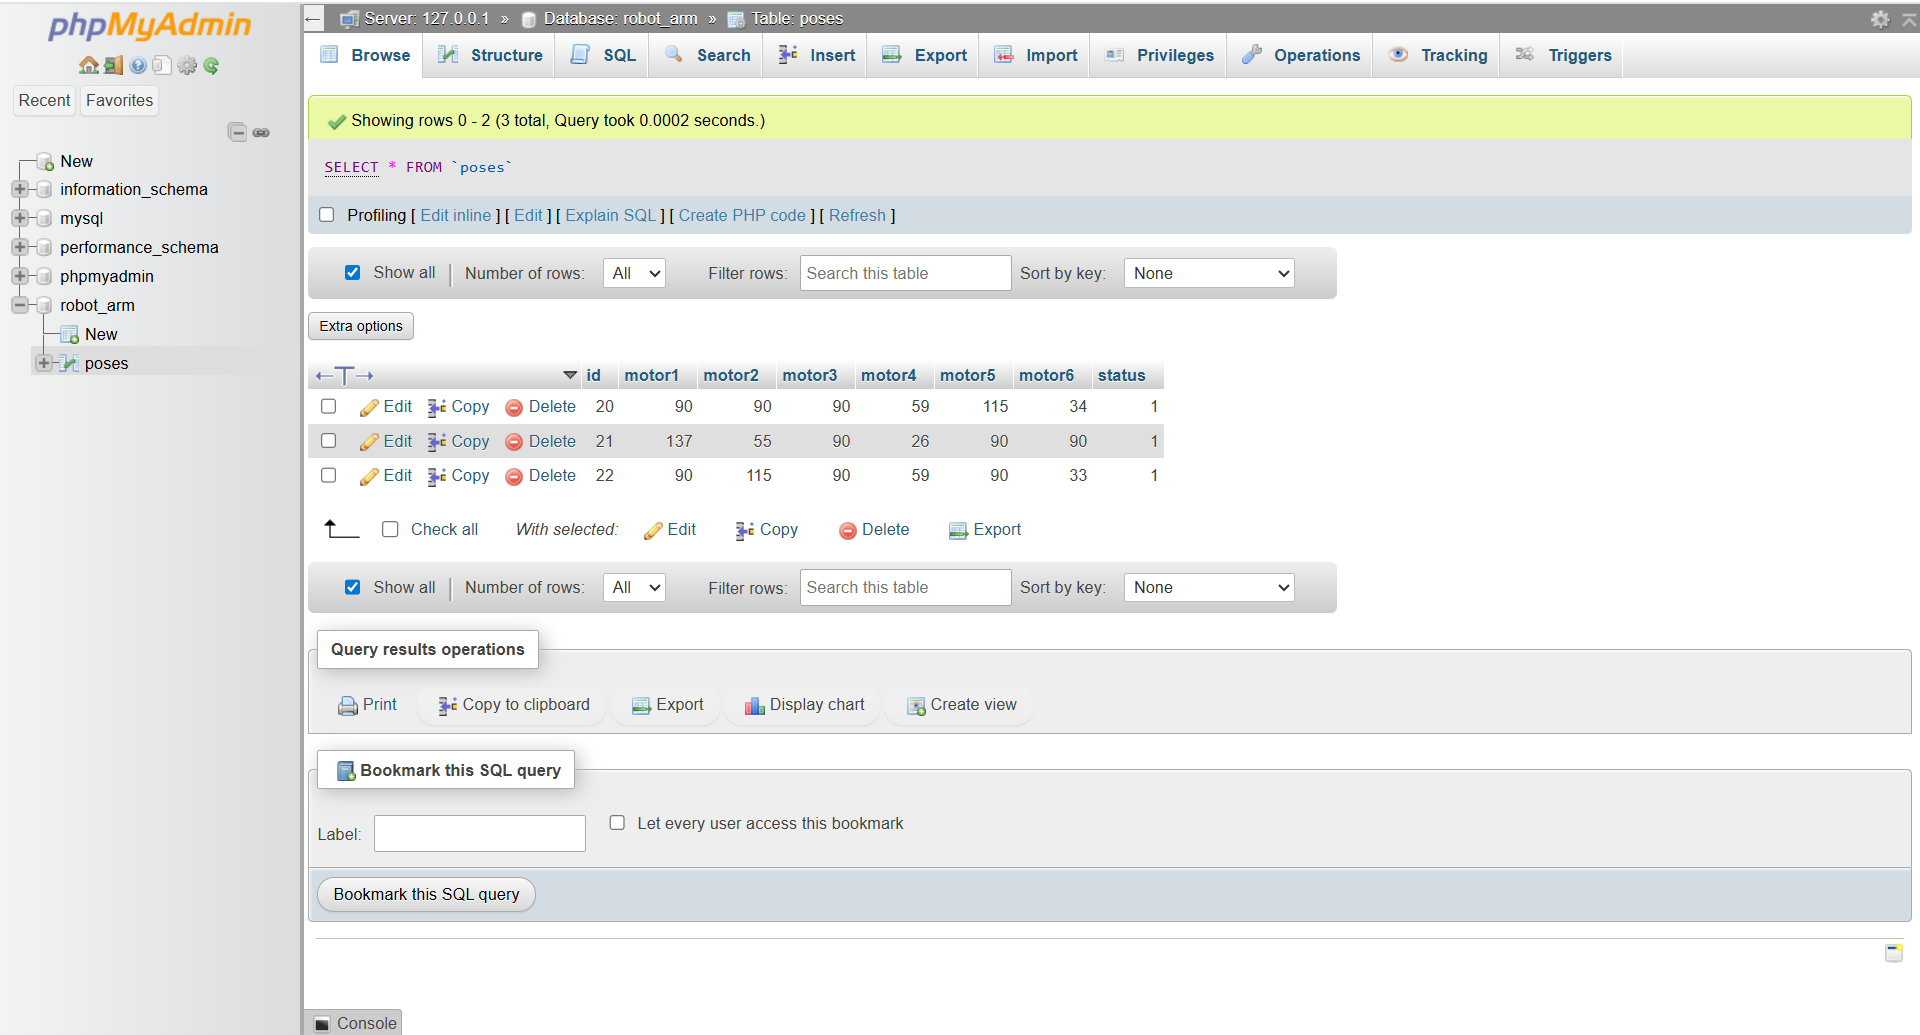 phpMyAdmin
Recent Favorites
New
information_schema
mysql
performance_schema
phpmyadmin
robot_arm
New
poses
Server: 127.0.0.1 » Database: robot_arm » Table: poses
Browse Structure SQL Search Insert Export Import Privileges Operations Tracking Triggers
Showing rows 0 - 2 (3 total, Query took 0.0002 seconds.)
SELECT * FROM `poses`
Profiling [ Edit inline ] [ Edit ] [ Explain SQL ] [ Create PHP code ] [ Refresh ]
Show all Number of rows: All Filter rows: Search this table Sort by key: None
Extra options
id motor1 motor2 motor3 motor4 motor5 motor6 status
Edit Copy Delete 20 90 90 90 59 115 34 1
Edit Copy Delete 21 137 55 90 26 90 90 1
Edit Copy Delete 22 90 115 90 59 90 33 1
Check all With selected: Edit Copy Delete Export
Show all Number of rows: All Filter rows: Search this table Sort by key: None
Query results operations
Print Copy to clipboard Export Display chart Create view
Bookmark this SQL query
Label: Let every user access this bookmark
Bookmark this SQL query
Console